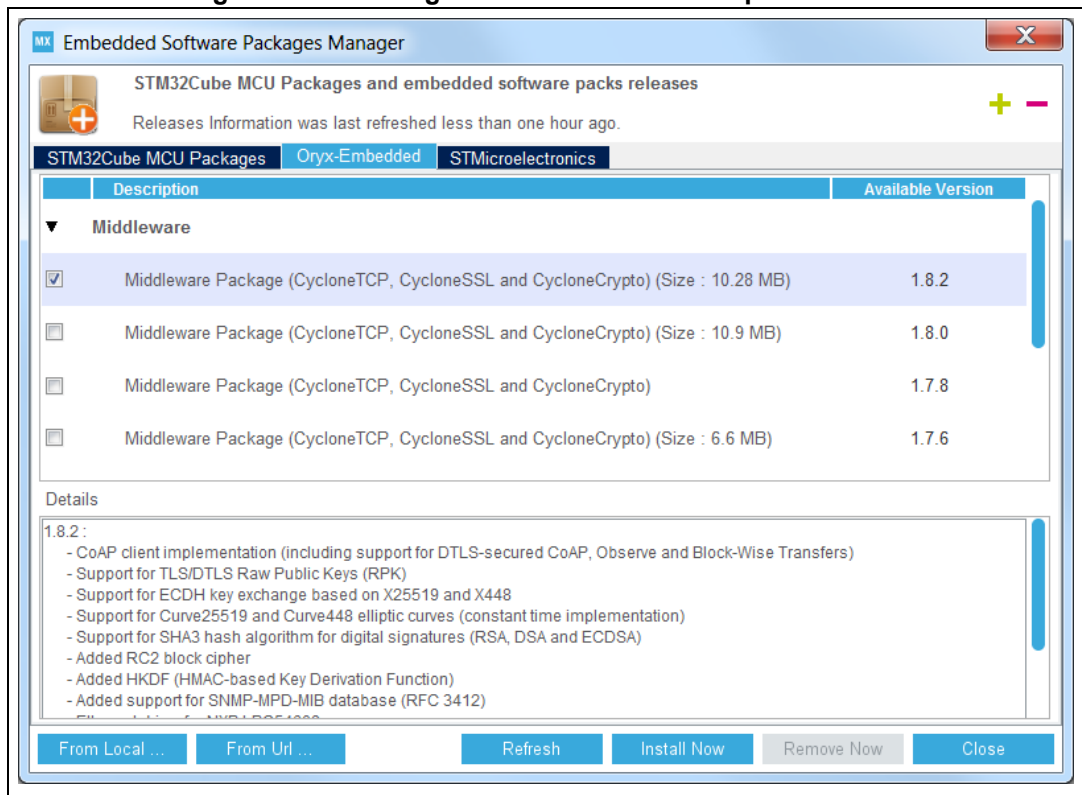 MX Embedded Software Packages Manager
X
STM32Cube MCU Packages and embedded software packs releases
Releases Information was last refreshed less than one hour ago.
STM32Cube MCU Packages Oryx-Embedded STMicroelectronics
Description Available Version
Middleware
Middleware Package (CycloneTCP, CycloneSSL and CycloneCrypto) (Size : 10.28 MB) 1.8.2
Middleware Package (CycloneTCP, CycloneSSL and CycloneCrypto) (Size : 10.9 MB) 1.8.0
Middleware Package (CycloneTCP, CycloneSSL and CycloneCrypto) 1.7.8
Middleware Package (CycloneTCP, CycloneSSL and CycloneCrypto) (Size : 6.6 MB) 1.7.6
Details
1.8.2 :
- CoAP client implementation (including support for DTLS-secured CoAP, Observe and Block-Wise Transfers)
- Support for TLS/DTLS Raw Public Keys (RPK)
- Support for ECDH key exchange based on X25519 and X448
- Support for Curve25519 and Curve448 elliptic curves (constant time implementation)
- Support for SHA3 hash algorithm for digital signatures (RSA, DSA and ECDSA)
- Added RC2 block cipher
- Added HKDF (HMAC-based Key Derivation Function)
- Added support for SNMP-MPD-MIB database (RFC 3412)
From Local ... From Url ... Refresh Install Now Remove Now Close